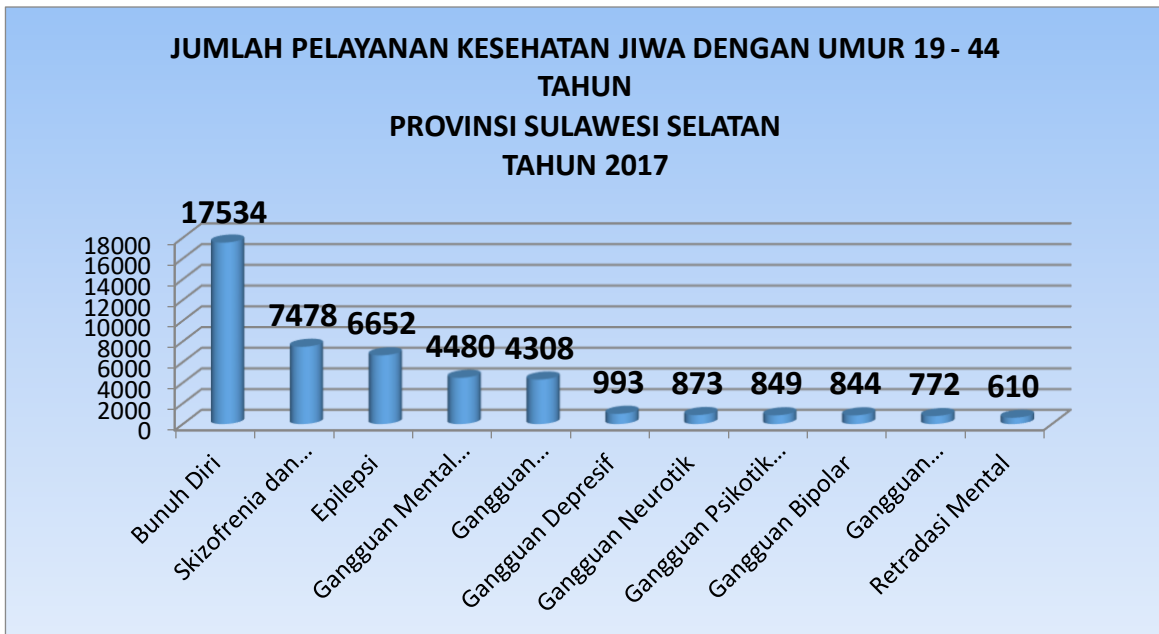 JUMLAH PELAYANAN KESEHATAN JIWA DENGAN UMUR 19 - 44
TAHUN
PROVINSI SULAWESI SELATAN
TAHUN 2017
17534
7478
6652
4480
4308
993
873
849
844
772
610
18000
16000
14000
12000
10000
8000
6000
4000
2000
0
Bunuh Diri
Skizofrenia dan...
Epilepsi
Gangguan Mental...
Gangguan...
Gangguan Depresif
Gangguan Neurotik
Gangguan Psikotik...
Gangguan Bipolar
Gangguan...
Retradasi Mental